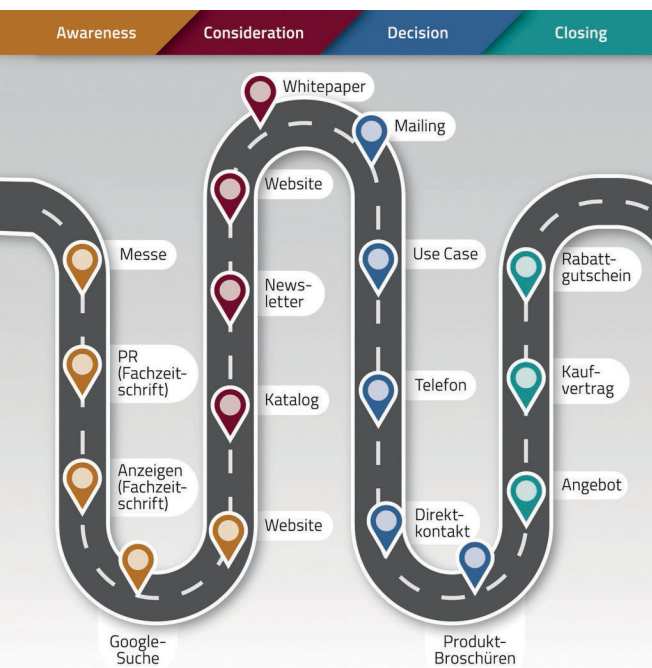 Awareness
Consideration
Decision
Closing
Messe
PR
(Fachzeit-
schrift)
Anzeigen
(Fachzeit-
schrift)
Google-
Suche
Website
Katalog
News-
letter
Website
Whitepaper
Mailing
Use Case
Telefon
Direkt-
kontakt
Produkt-
Broschüren
Angebot
Kauf-
vertrag
Rabatt-
gutschein